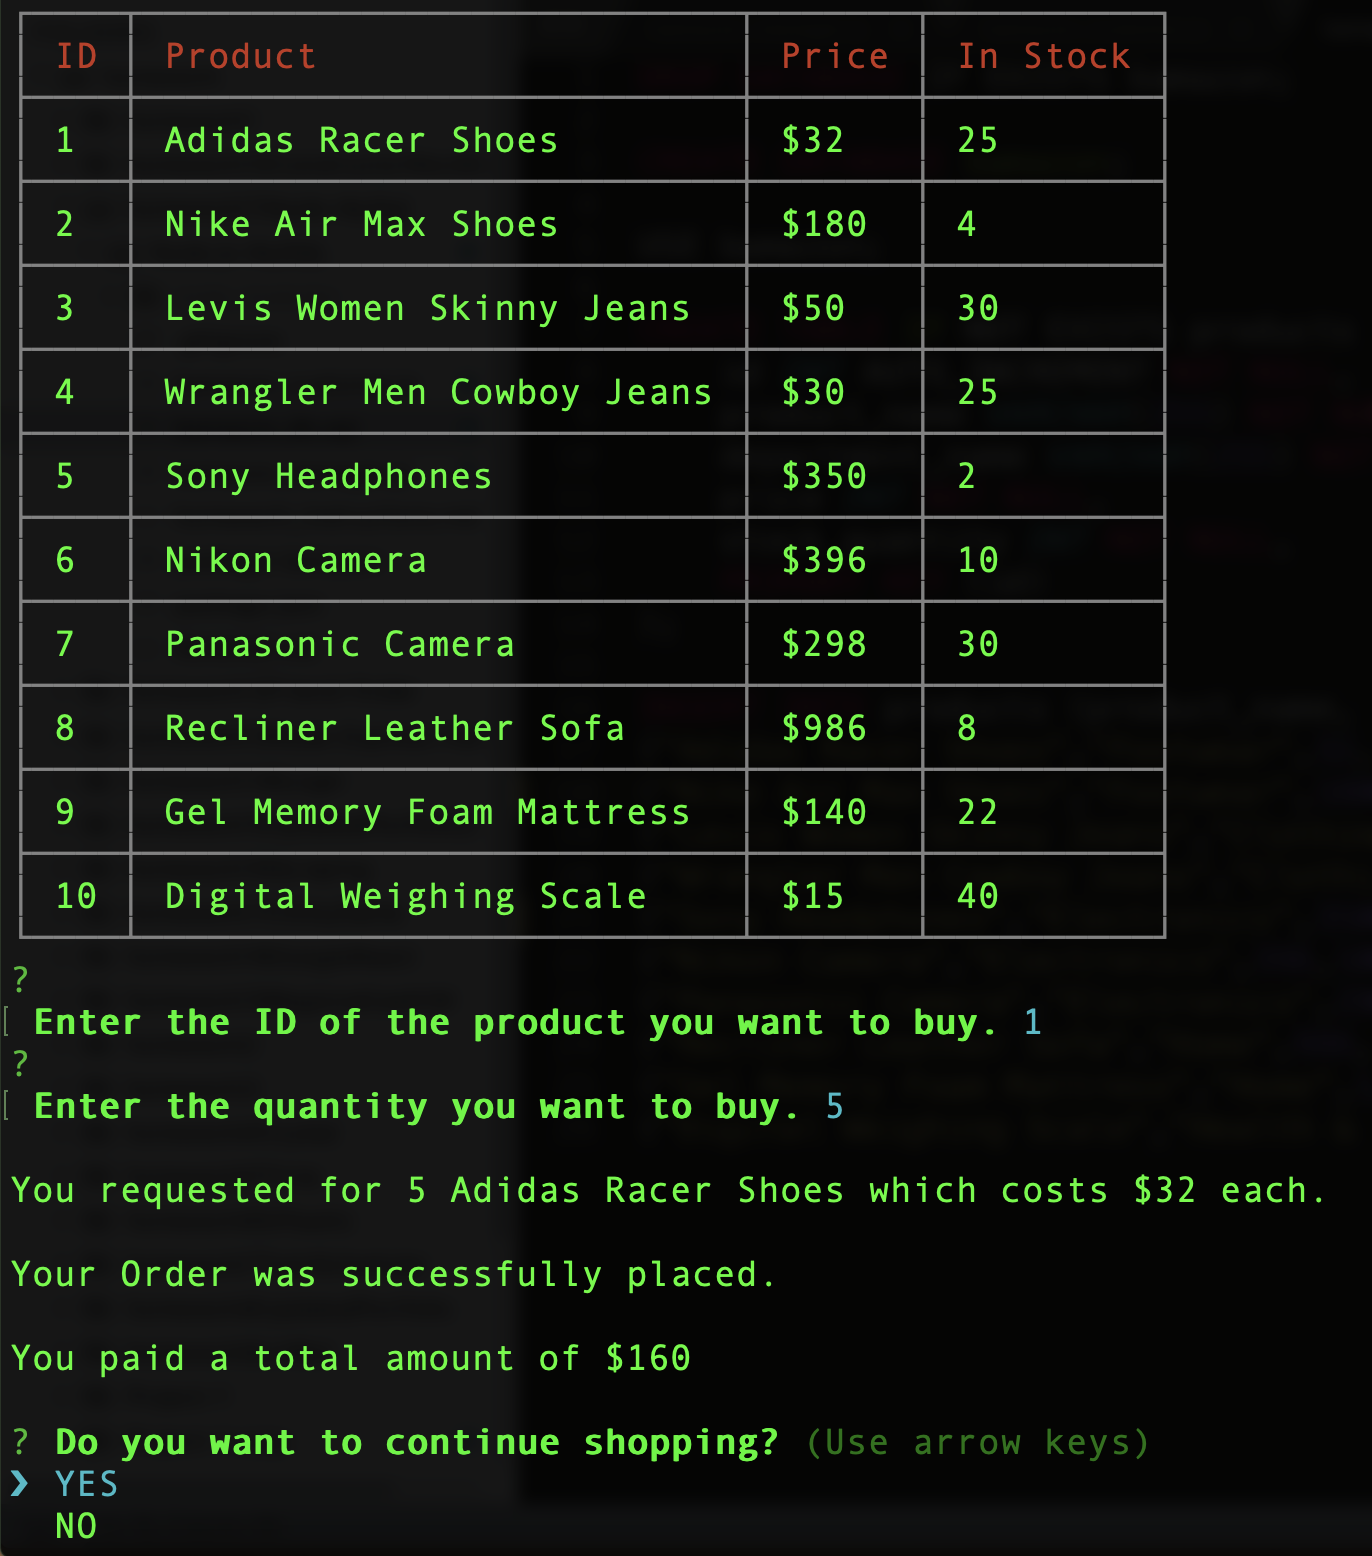 ID Product Price In Stock
1 Adidas Racer Shoes $32 25
2 Nike Air Max Shoes $180 4
3 Levis Women Skinny Jeans $50 30
4 Wrangler Men Cowboy Jeans $30 25
5 Sony Headphones $350 2
6 Nikon Camera $396 10
7 Panasonic Camera $298 30
8 Recliner Leather Sofa $986 8
9 Gel Memory Foam Mattress $140 22
10 Digital Weighing Scale $15 40
?
[ Enter the ID of the product you want to buy. 1
?
[ Enter the quantity you want to buy. 5
You requested for 5 Adidas Racer Shoes which costs $32 each.
Your Order was successfully placed.
You paid a total amount of $160
? Do you want to continue shopping? (Use arrow keys)
❯ YES
NO